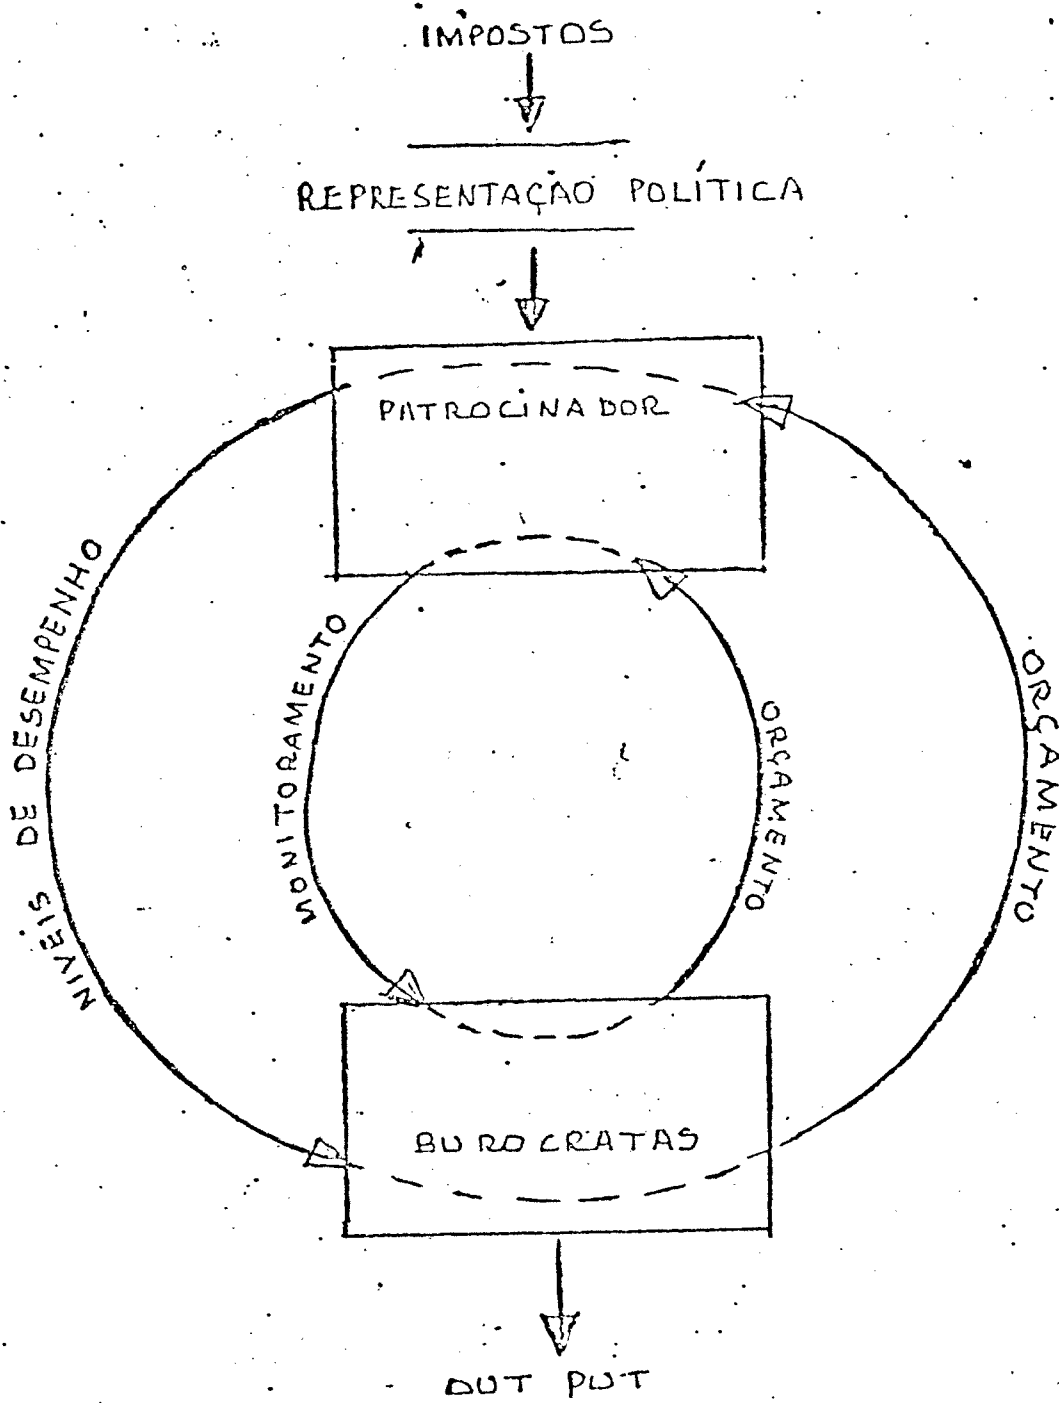 IMPOSTOS
REPRESENTAÇÃO POLÍTICA
PATROCINADOR
NÍVEIS DE DESEMPENHO
MONITORAMENTO
ORÇAMENTO
ORÇAMENTO
BUROCRATAS
OUT PUT